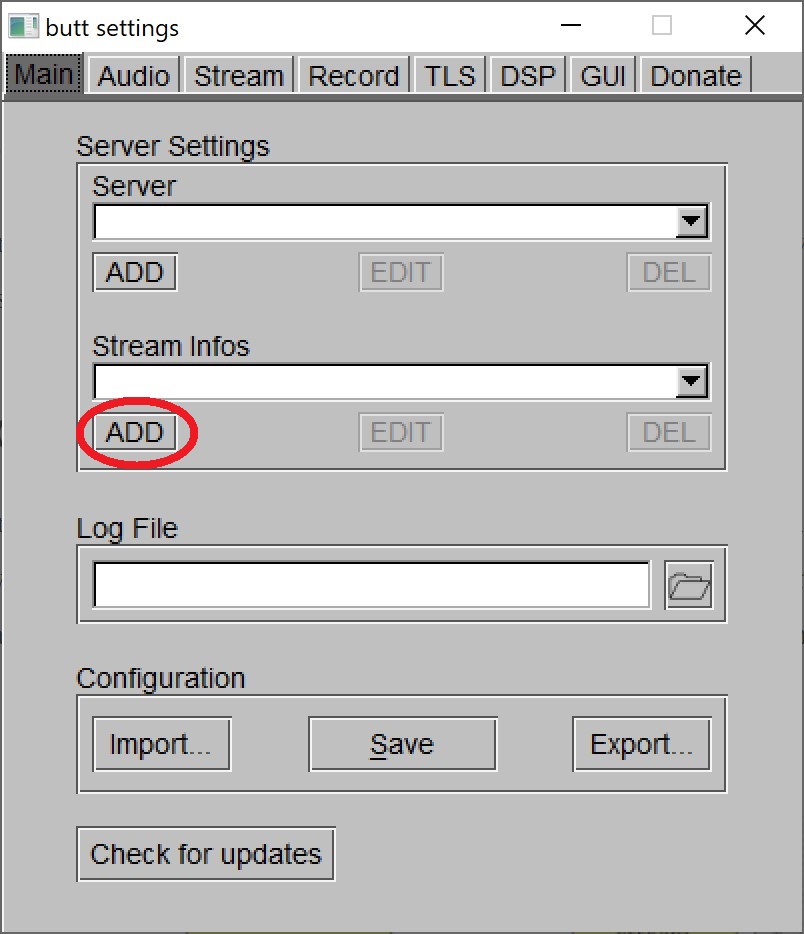 butt settings
Main Audio Stream Record TLS DSP GUI Donate
Server Settings
Server
ADD EDIT DEL
Stream Infos
ADD EDIT DEL
Log File
Configuration
Import... Save Export...
Check for updates